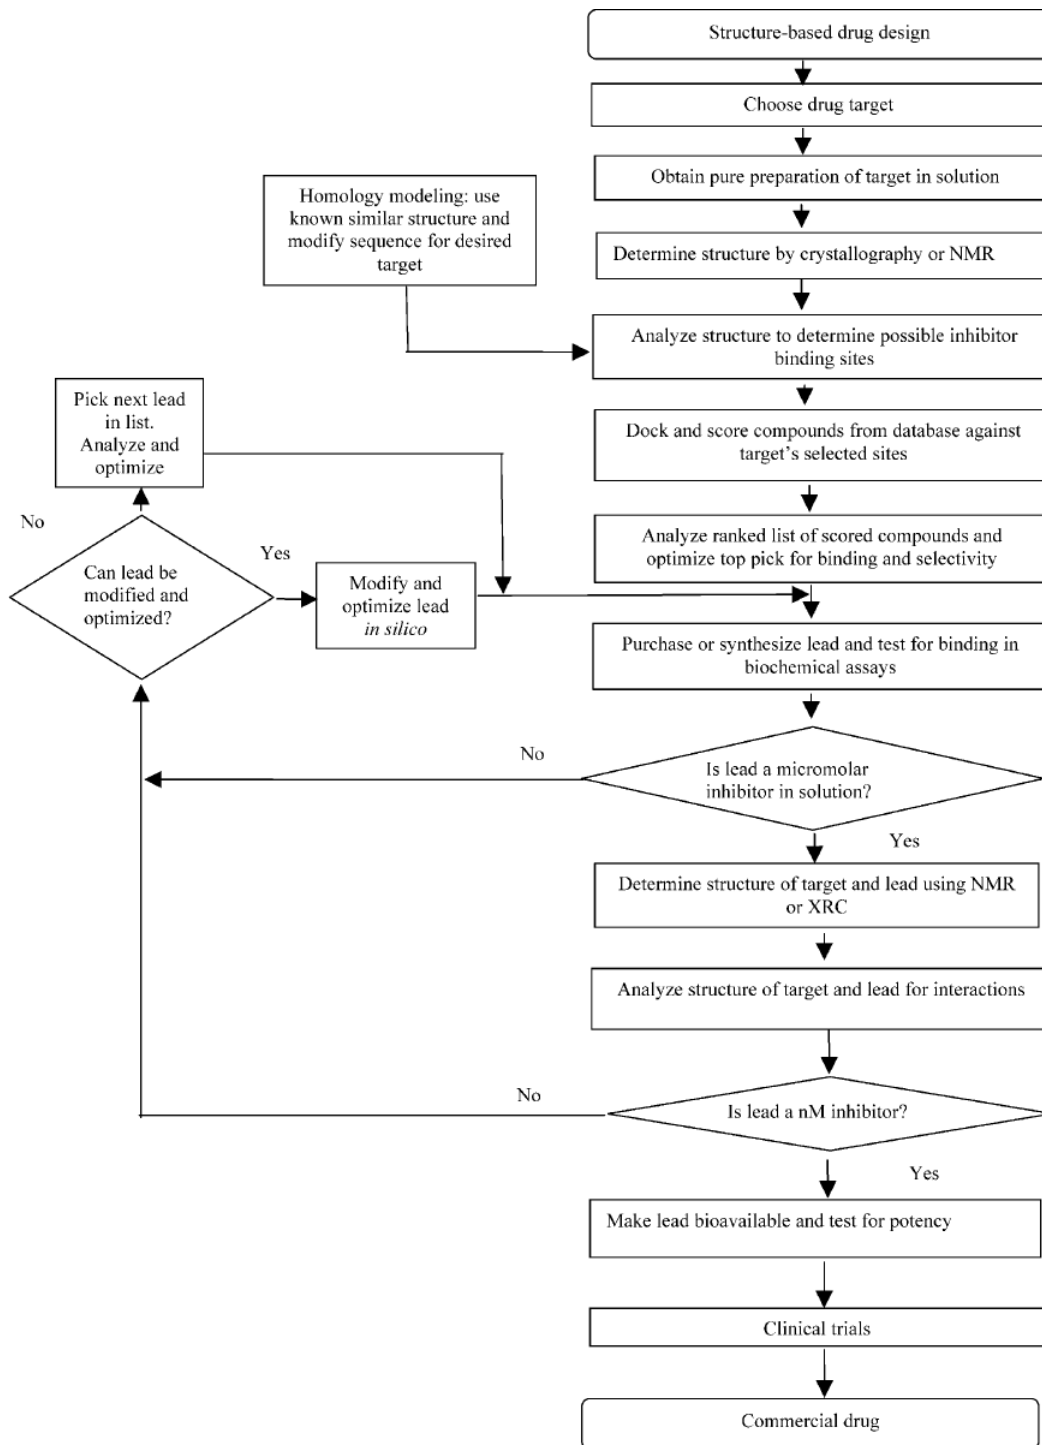 Structure-based drug design
Choose drug target
Obtain pure preparation of target in solution
Homology modeling: use
known similar structure and
modify sequence for desired
target
Determine structure by crystallography or NMR
Analyze structure to determine possible inhibitor
binding sites
Pick next lead
in list.
Analyze and
optimize
Dock and score compounds from database against
target's selected sites
No
Analyze ranked list of scored compounds and
optimize top pick for binding and selectivity
Yes
Can lead be
modified and
optimized?
Modify and
optimize lead
in silico
Purchase or synthesize lead and test for binding in
biochemical assays
No
Is lead a micromolar
inhibitor in solution?
Yes
Determine structure of target and lead using NMR
or XRC
Analyze structure of target and lead for interactions
No
Is lead a nM inhibitor?
Yes
Make lead bioavailable and test for potency
Clinical trials
Commercial drug